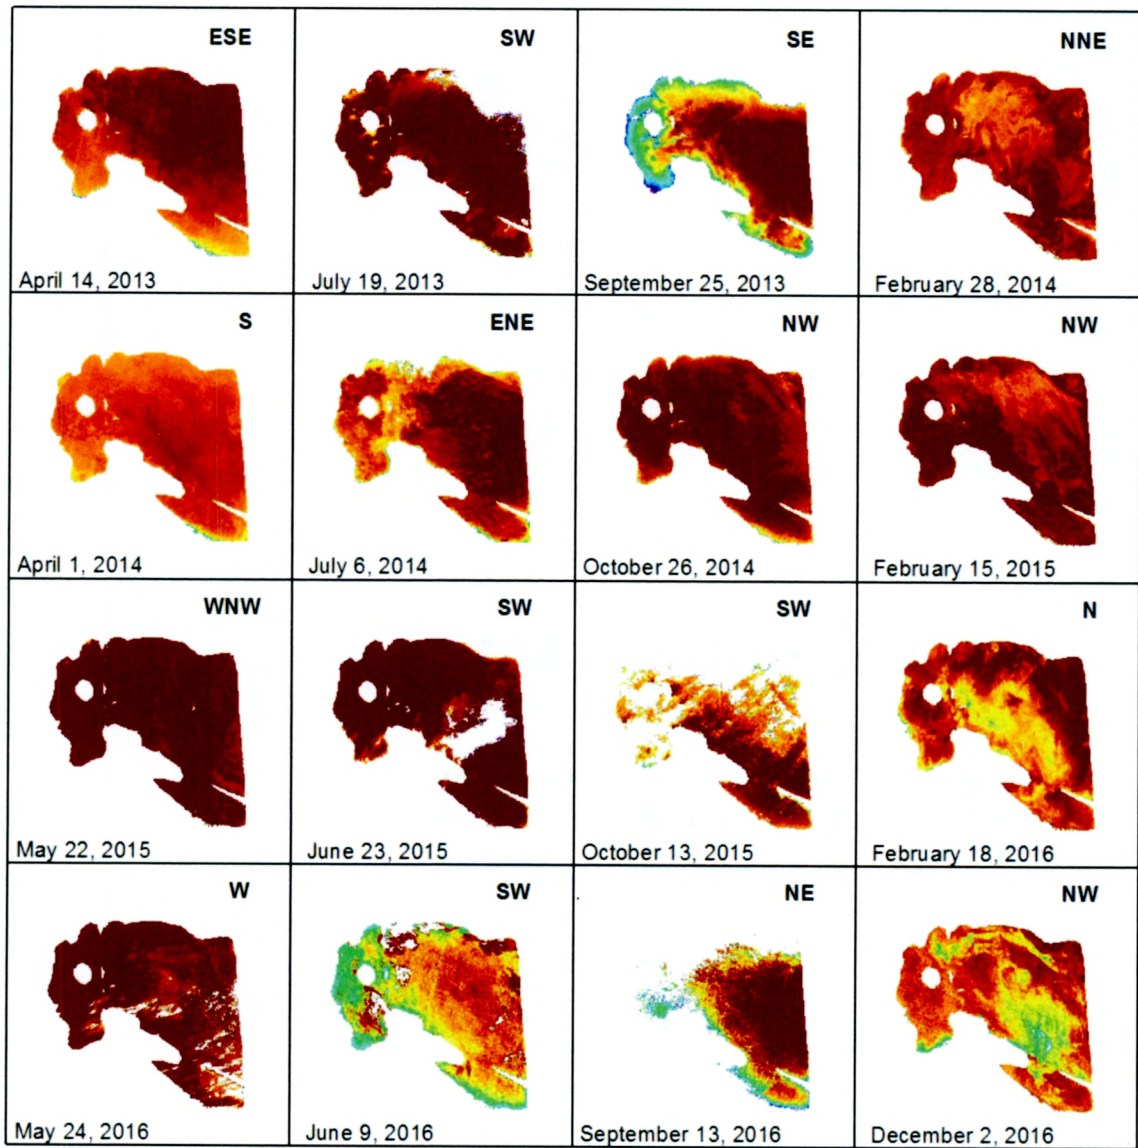 ESE
April 14, 2013
SW
July 19, 2013
SE
September 25, 2013
NNE
February 28, 2014
S
April 1, 2014
ENE
July 6, 2014
NW
October 26, 2014
NW
February 15, 2015
WNW
May 22, 2015
SW
June 23, 2015
SW
October 13, 2015
N
February 18, 2016
W
May 24, 2016
SW
June 9, 2016
NE
September 13, 2016
NW
December 2, 2016